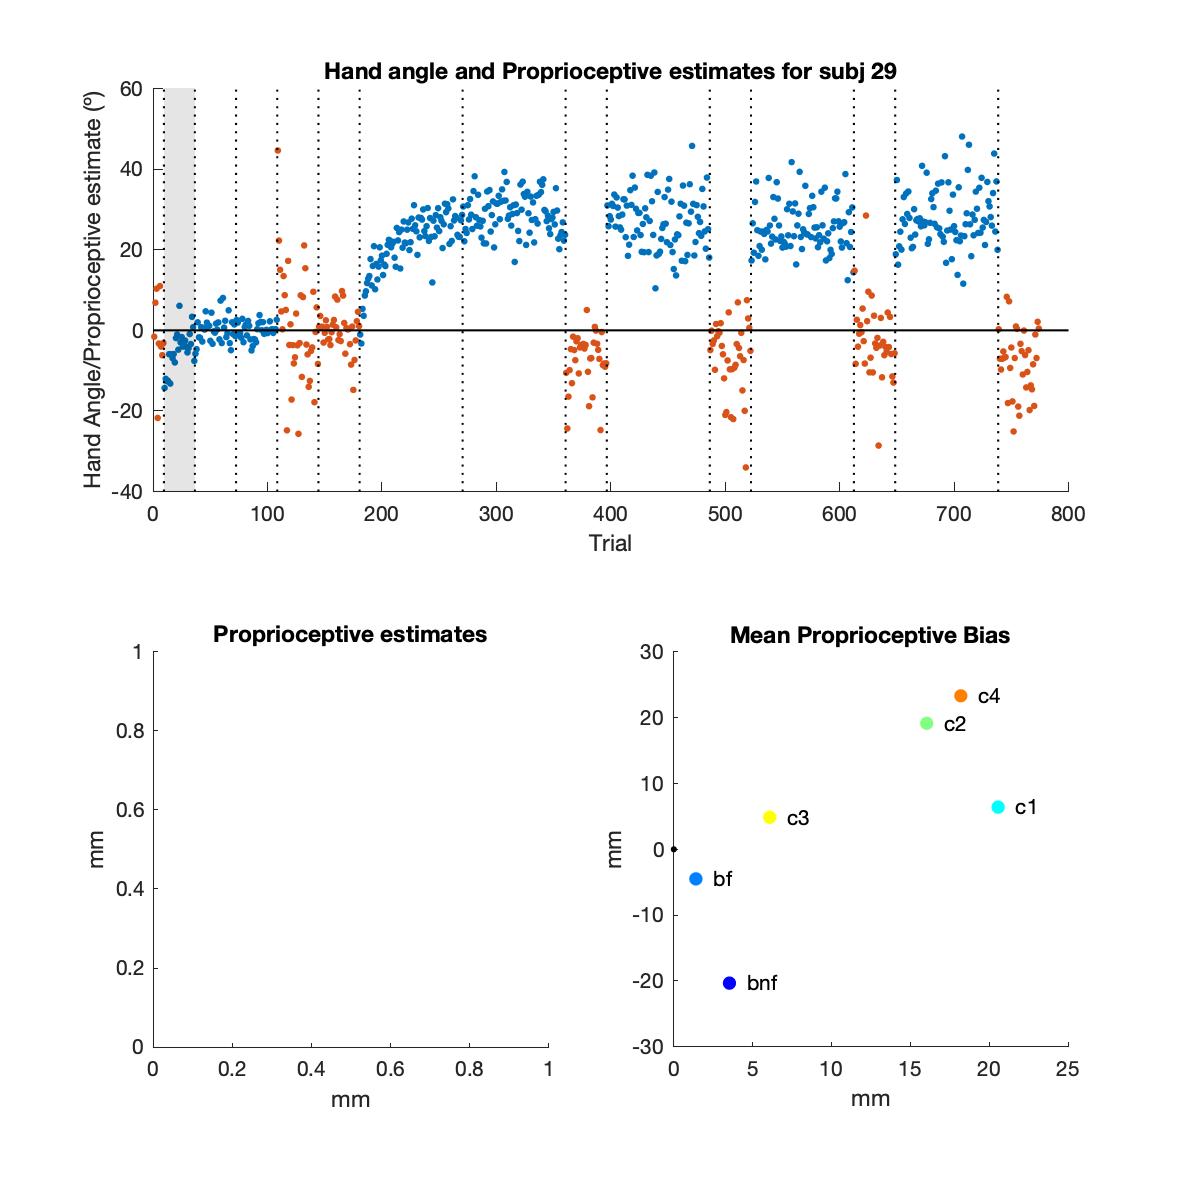 Hand angle and Proprioceptive estimates for subj 29
Hand Angle/Proprioceptive estimate (º)
60
40
20
0
-20
-40
0 100 200 300 400 500 600 700 800
Trial
Proprioceptive estimates
mm
1
0.8
0.6
0.4
0.2
0
0 0.2 0.4 0.6 0.8 1
mm
Mean Proprioceptive Bias
mm
30
20
10
0
-10
-20
-30
c4
c2
c1
c3
bf
bnf
0 5 10 15 20 25
mm